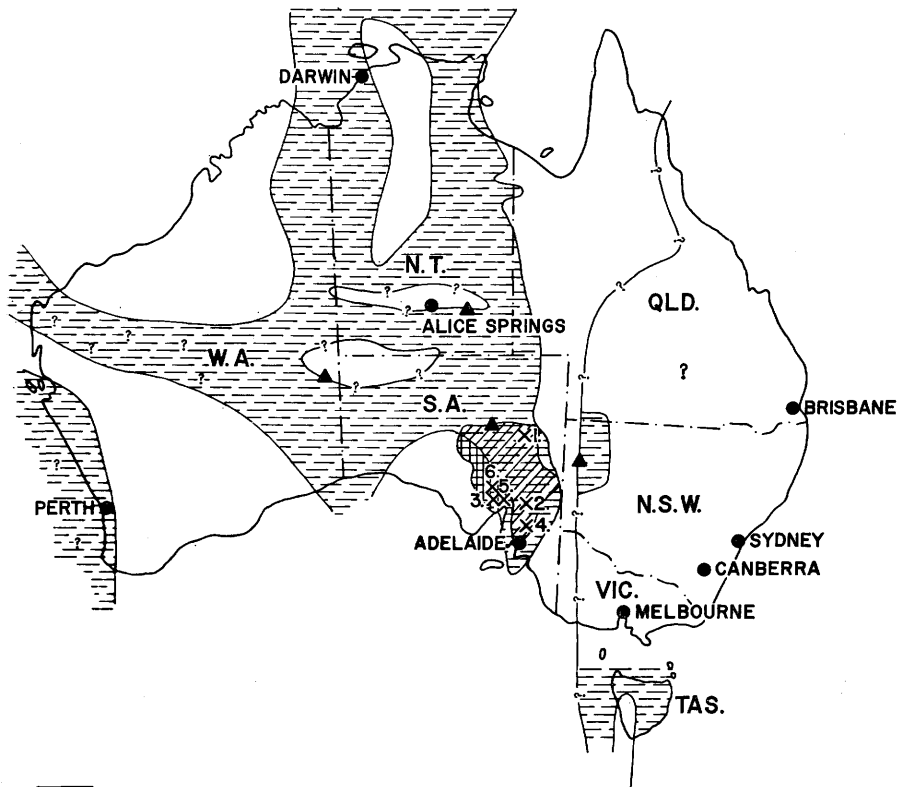 DARWIN
N.T.
? ?
? ?
ALICE SPRINGS
QLD.
?
?
?
?
?
? ? ?
?
W.A.
?
?
? ?
?
S.A.
BRISBANE
1.
?
6.
5.
3.
2.
4.
PERTH
?
ADELAIDE
N.S.W.
SYDNEY
CANBERRA
VIC.
MELBOURNE
?
?
?
TAS.